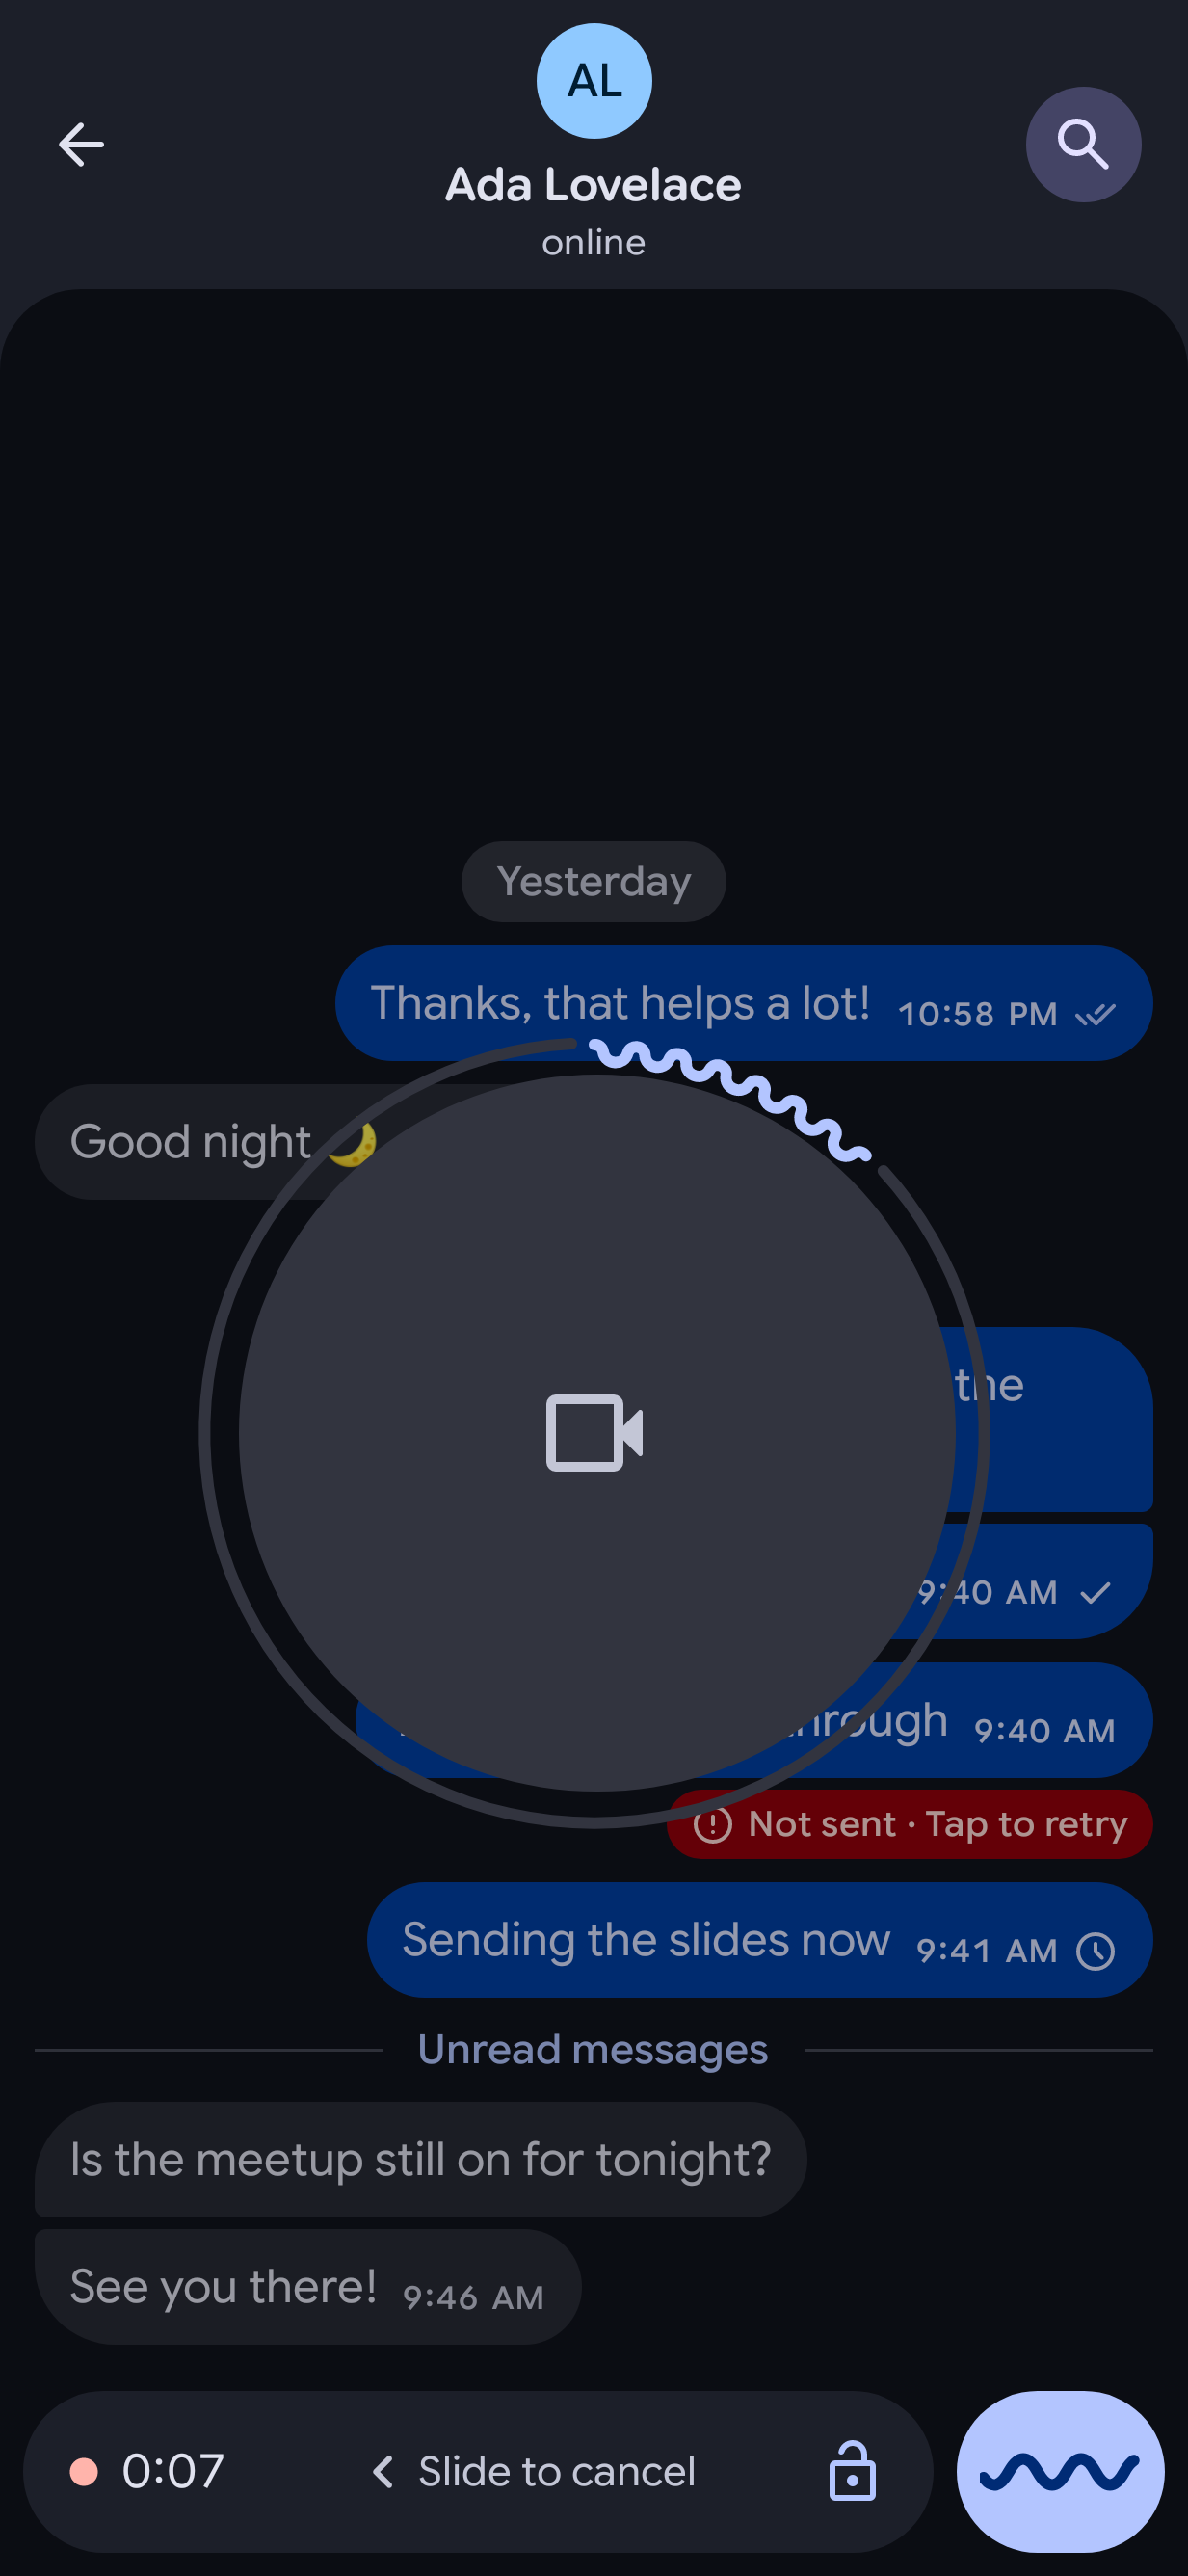 AL
Ada Lovelace
online
Yesterday
Thanks, that helps a lot! 10:58 PM
Good night 🌛
the
9:40 AM
9:40 AM
Not sent · Tap to retry
Sending the slides now 9:41 AM
Unread messages
Is the meetup still on for tonight?
See you there! 9:46 AM
0:07 Slide to cancel